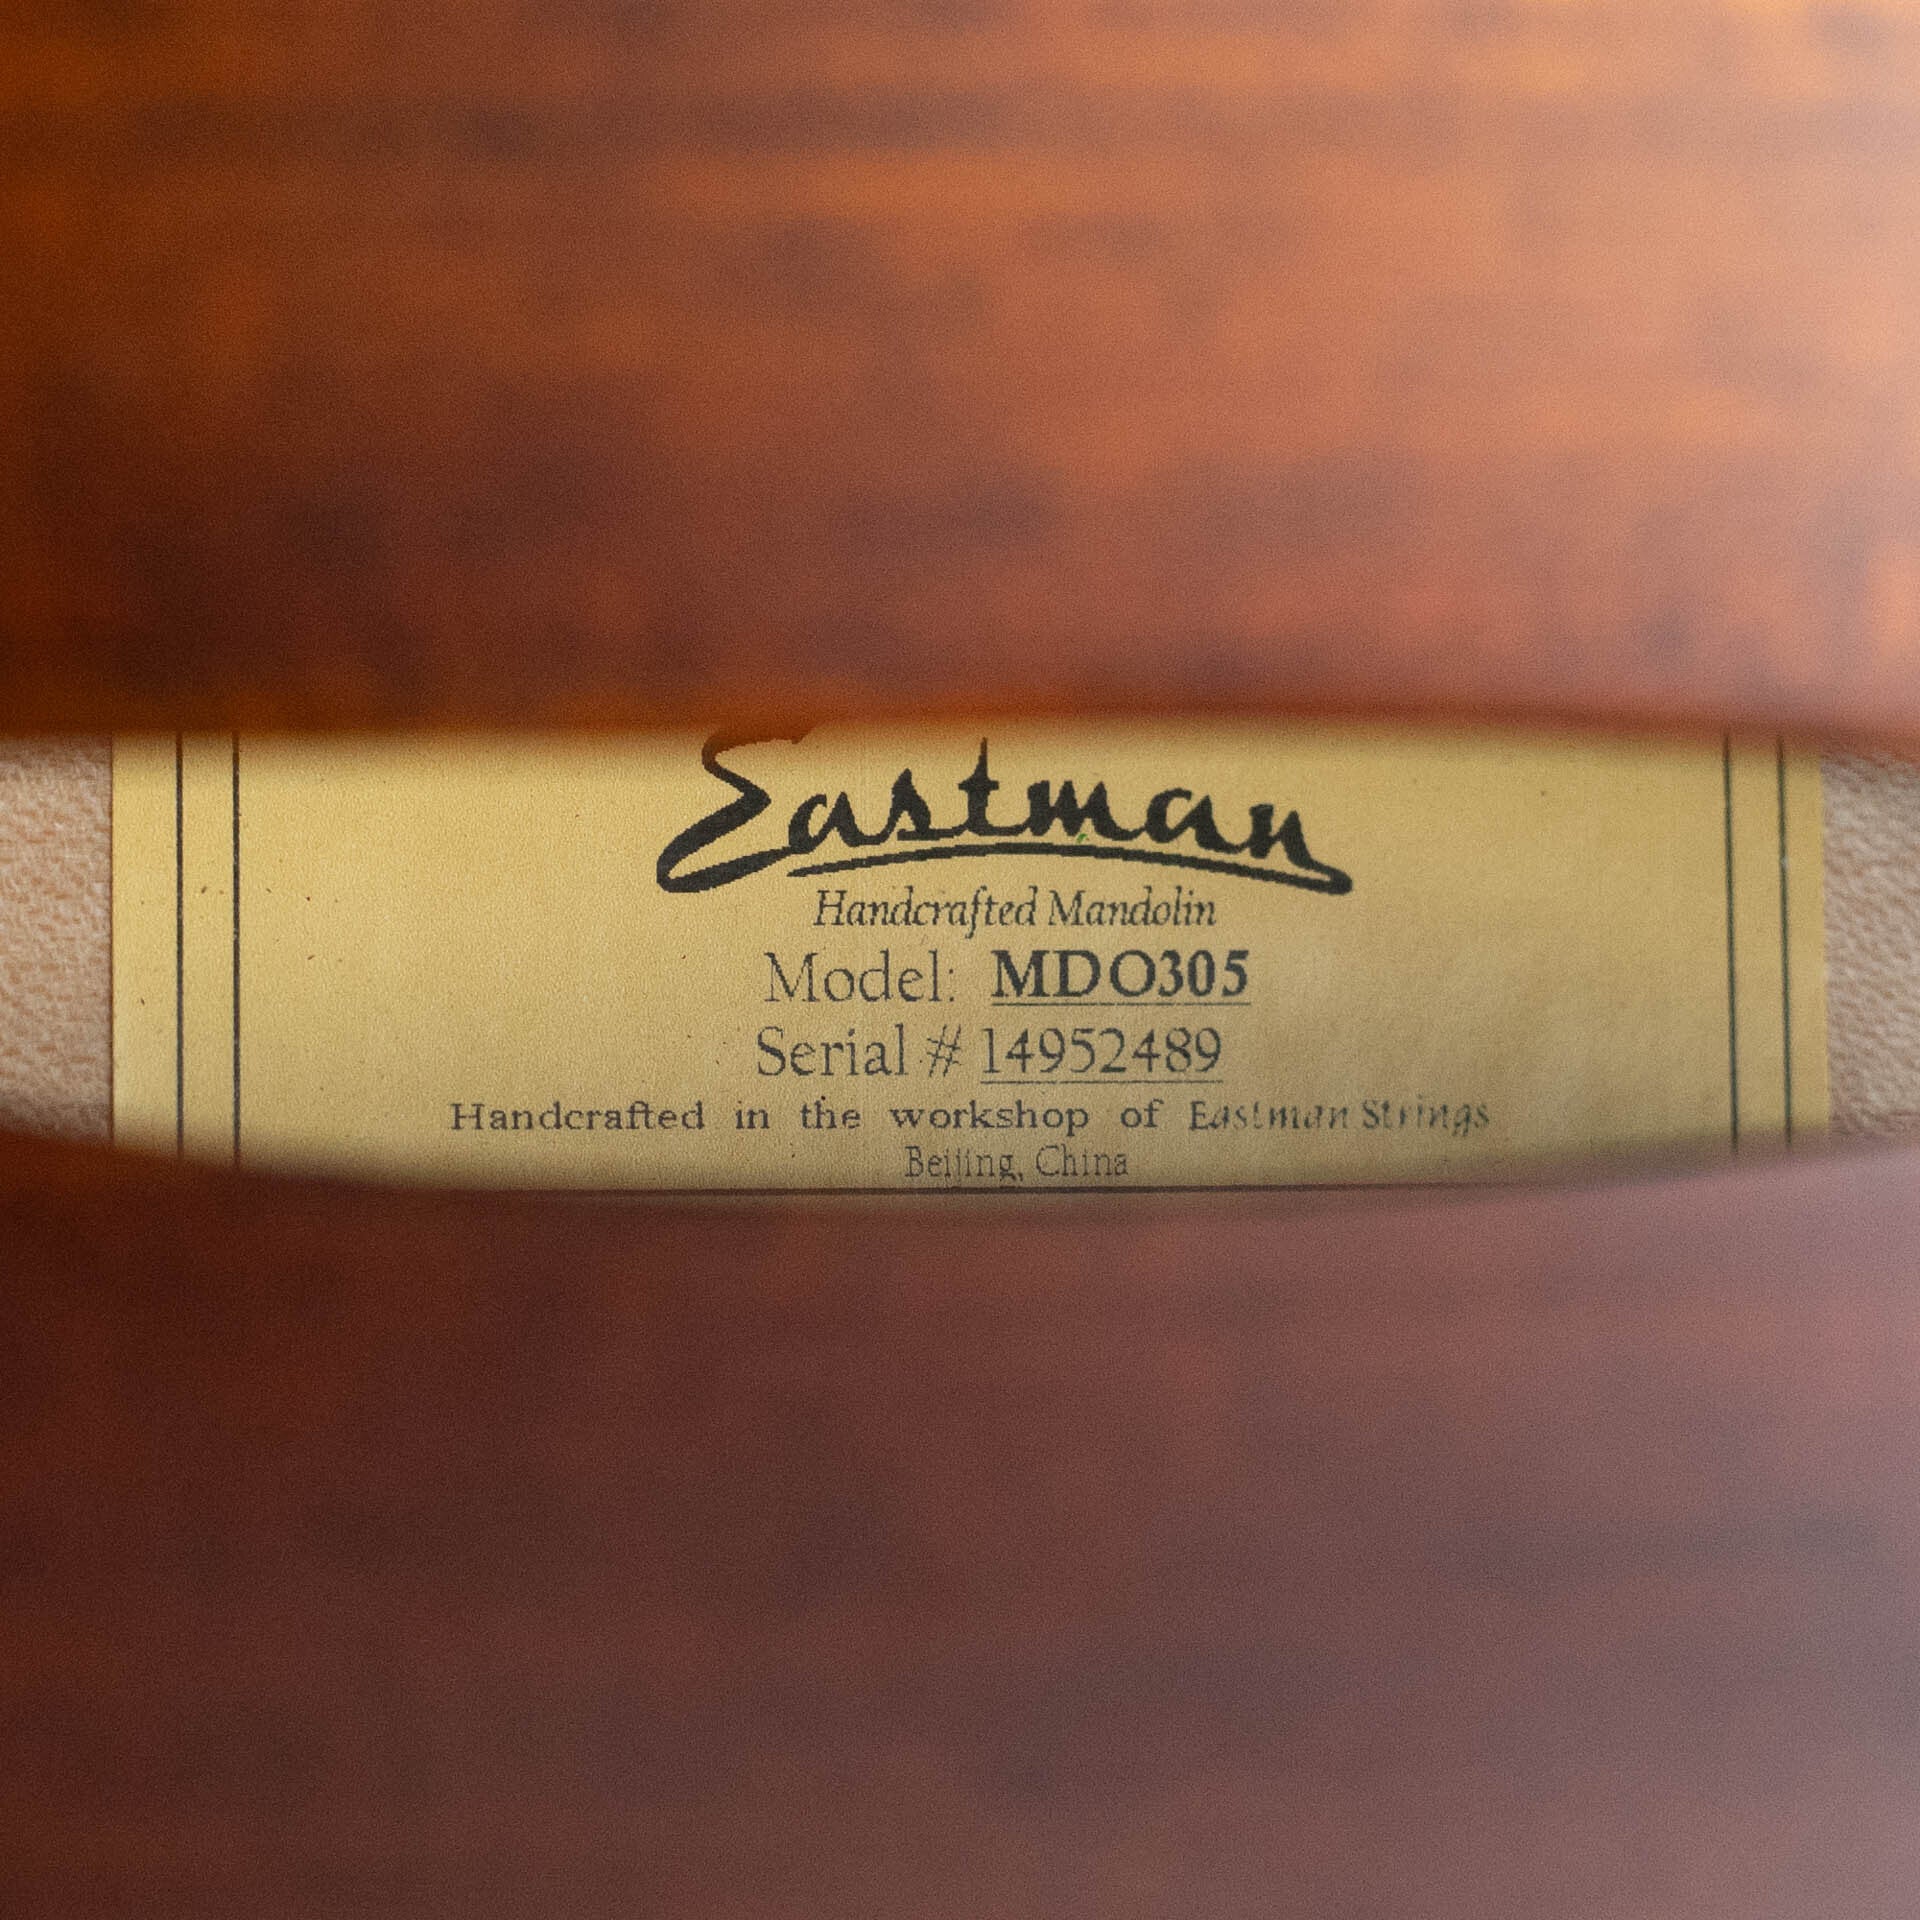 Eastman
Handcrafted Mandolin
Model: MDO305
Serial # 14952489
Handcrafted in the workshop of Eastman Strings
Beijing, China